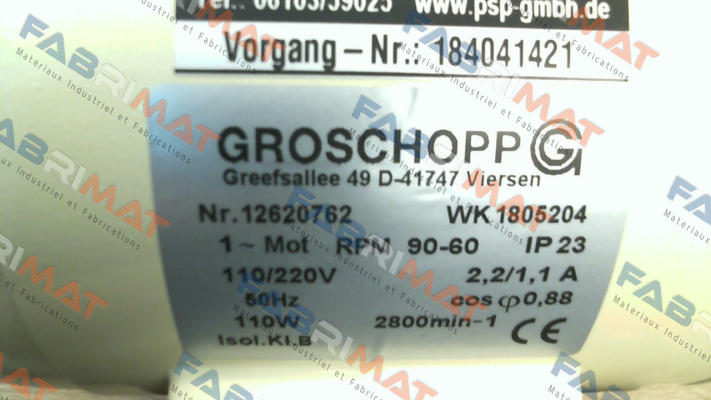 Tel.: 06103/59025 www.psp-gmbh.de
Vorgang – Nr.: 184041421
GROSCHOPP G
Greefsallee 49 D-41747 Viersen
Nr.12620762 WK 1805204
1 ~ Mot RPM 90-60 IP 23
110/220V 2,2/1,1 A
50Hz cos φ 0,88
110W 2800min-1 CE
Isol.Kl.B
FABRIMAT
Materiaux Industriel et Fabrications